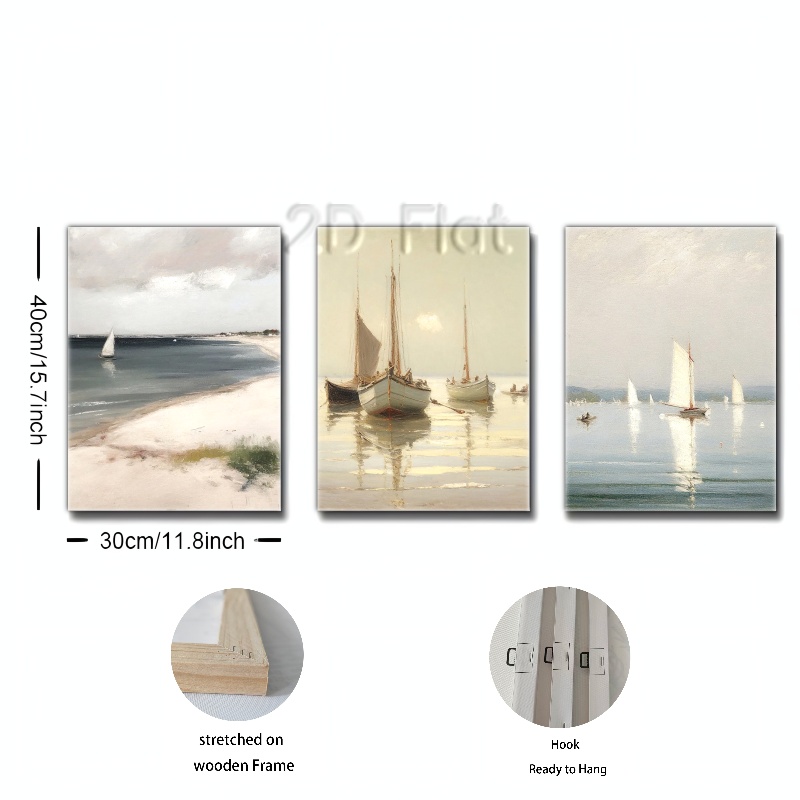 2D Flat
40cm/15.7inch
30cm/11.8inch
stretched on
wooden Frame
Hook
Ready to Hang